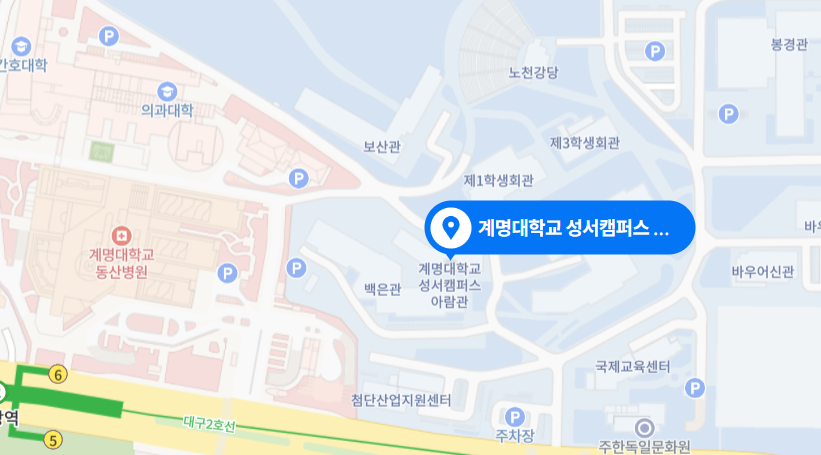 간호대학
의과대학
노천강당
봉경관
보산관
제3학생회관
제1학생회관
계명대학교 성서캠퍼스 ...
계명대학교
동산병원
계명대학교
성서캠퍼스
아람관
백은관
바우어신관
국제교육센터
첨단산업지원센터
주차장
주한독일문화원
대구2호선
6
5
P
P
P
P
P
P
P
P